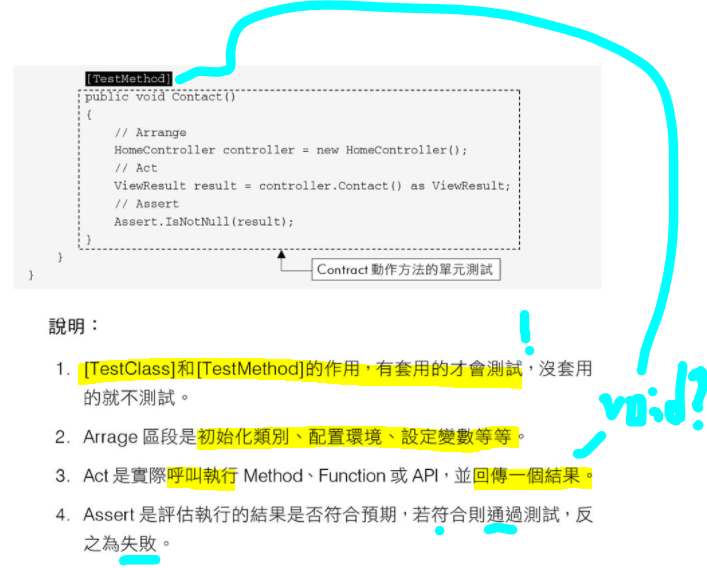 [TestMethod]
public void Contact()
{
// Arrange
HomeController controller = new HomeController();
// Act
ViewResult result = controller.Contact() as ViewResult;
// Assert
Assert.IsNotNull(result);
}
}
}
Contract 動作方法的單元測試
說明：
!
1. [TestClass]和[TestMethod]的作用，有套用的才會測試，沒套用
的就不測試。
void?
2. Arrage 區段是初始化類別、配置環境、設定變數等等。
3. Act 是實際呼叫執行 Method、Function 或 API，並回傳一個結果。
4. Assert 是評估執行的結果是否符合預期，若符合則通過測試，反
之為失敗。